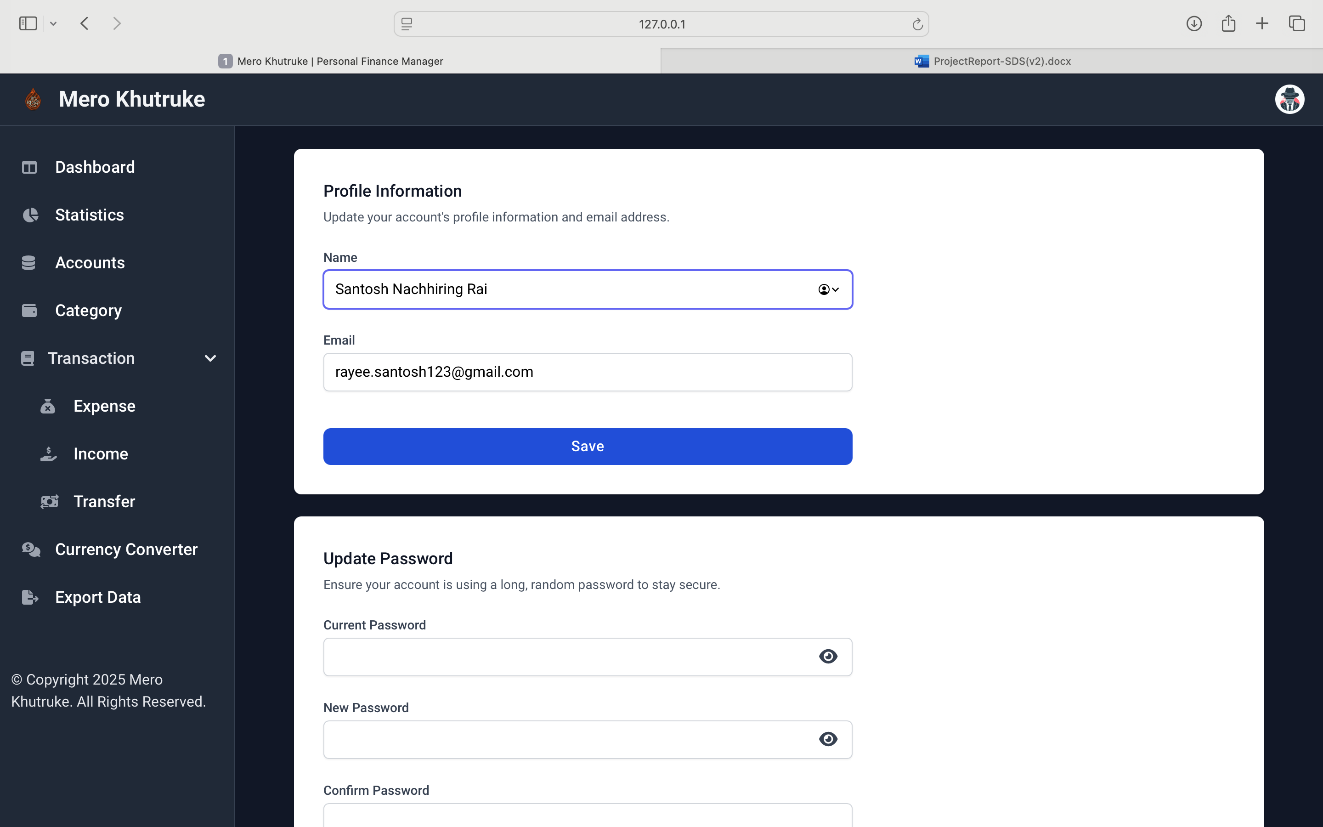 127.0.0.1
1 Mero Khutruke | Personal Finance Manager
ProjectReport-SDS(v2).docx
Mero Khutruke
Dashboard
Statistics
Accounts
Category
Transaction
Expense
Income
Transfer
Currency Converter
Export Data
© Copyright 2025 Mero
Khutruke. All Rights Reserved.
Profile Information
Update your account's profile information and email address.
Name
Santosh Nachhiring Rai
Email
rayee.santosh123@gmail.com
Save
Update Password
Ensure your account is using a long, random password to stay secure.
Current Password
New Password
Confirm Password